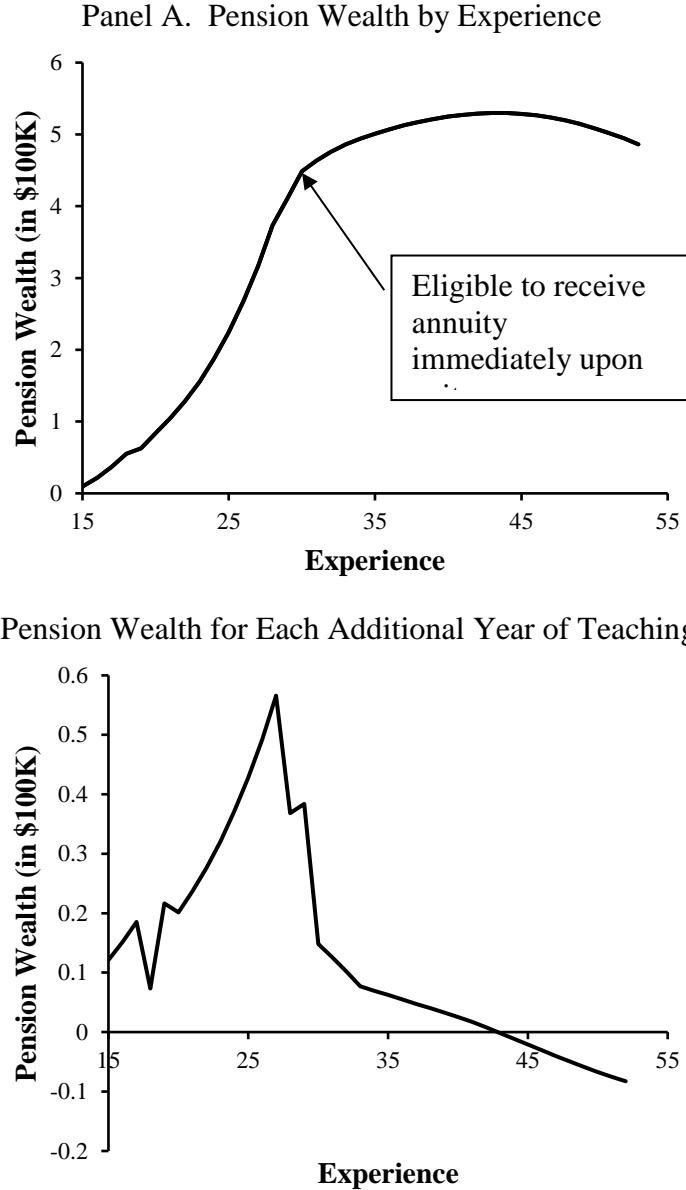 Panel A. Pension Wealth by Experience
6
5
4
3
2
1
0
Pension Wealth (in $100K)
15
25
35
45
55
Experience
Eligible to receive
annuity
immediately upon
Pension Wealth for Each Additional Year of Teaching
0.6
0.5
0.4
0.3
0.2
0.1
0
-0.1
-0.2
Pension Wealth (in $100K)
15
25
35
45
55
Experience